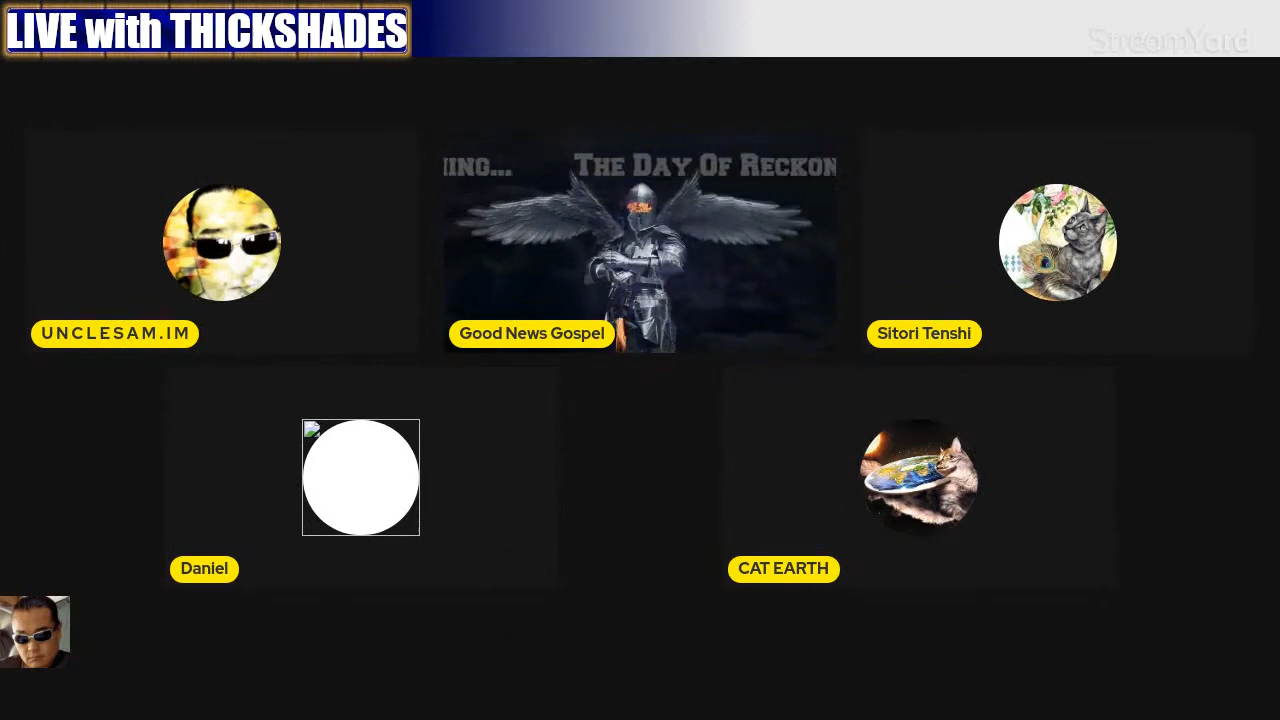 LIVE with THICKSHADES
StreamYard
ING... THE DAY OF RECKON
UNCLESAM.IM
Good News Gospel
Sitori Tenshi
Daniel
CAT EARTH